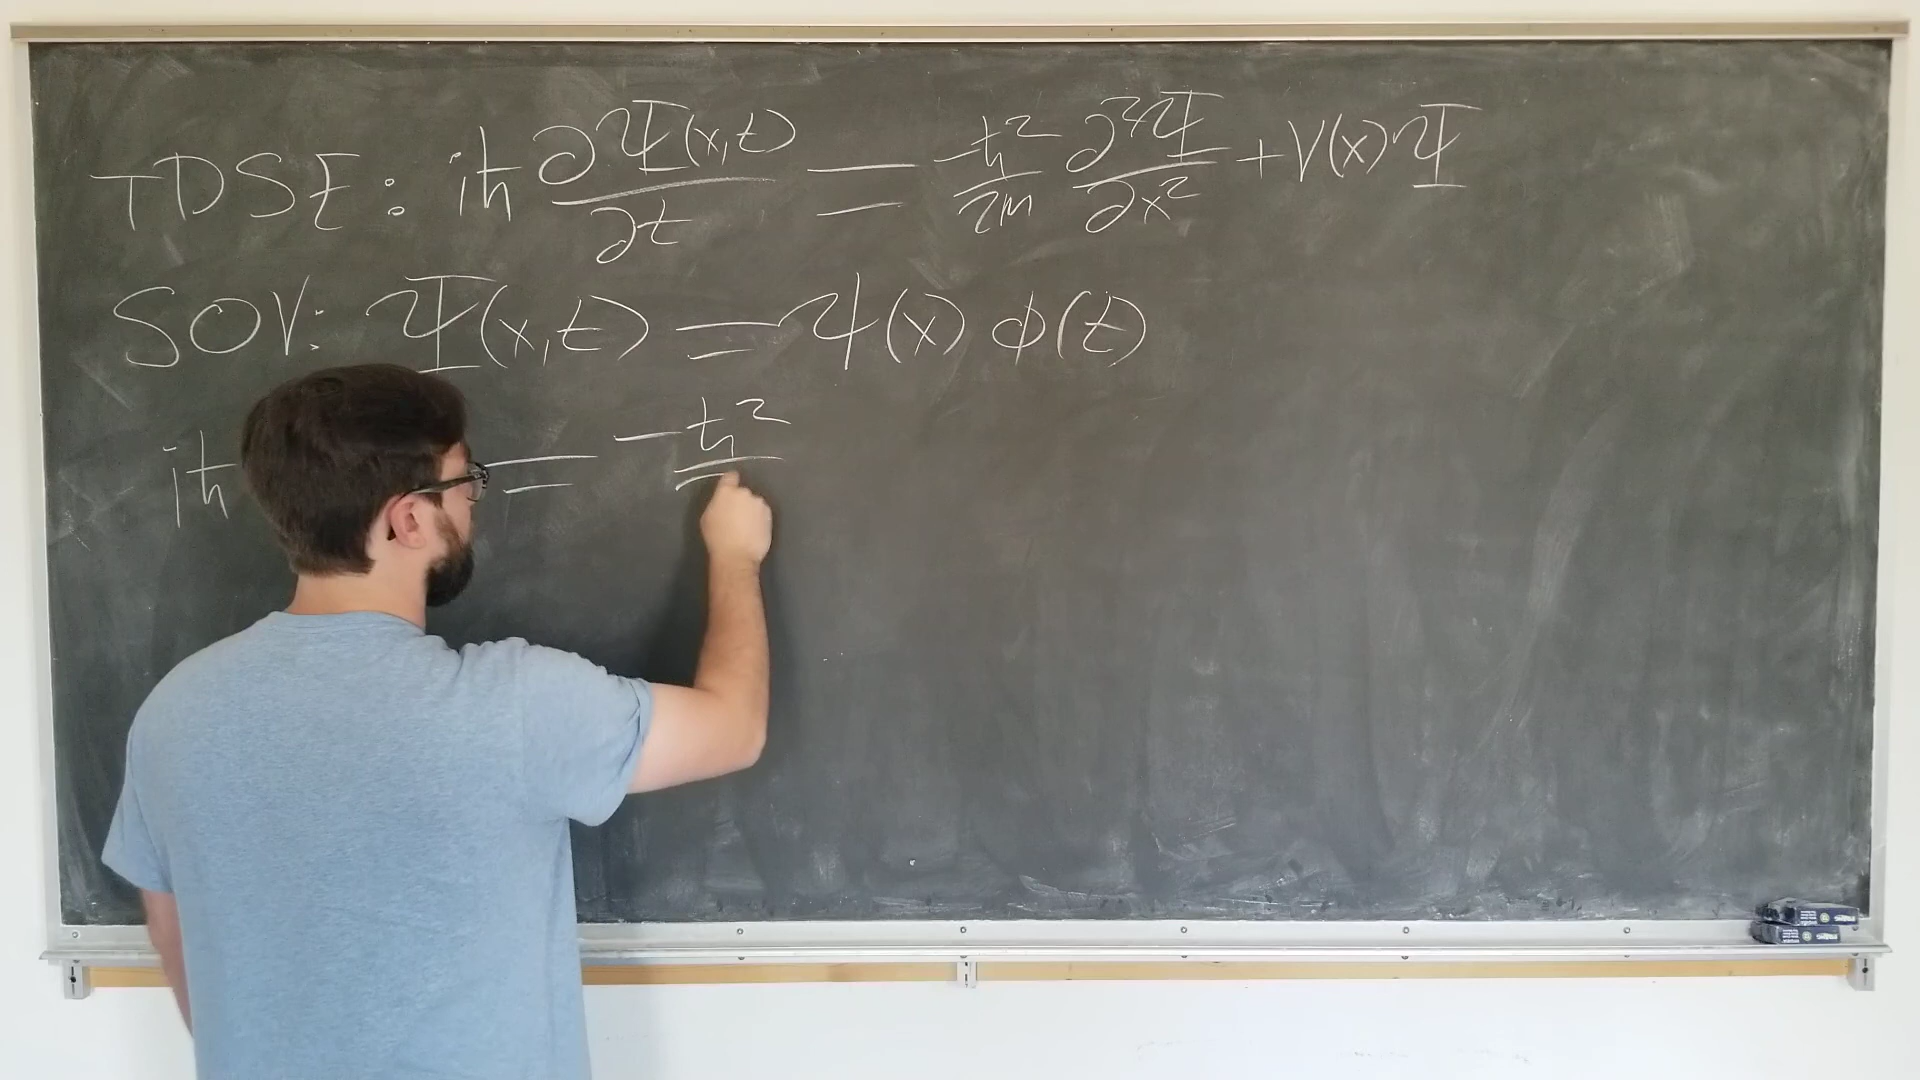 TDSE: iħ ∂Ψ(x,t)/∂t = -ħ²/2m ∂²Ψ/∂x² + V(x)Ψ
SOV: Ψ(x,t) = ψ(x) ϕ(t)
iħ = -ħ²